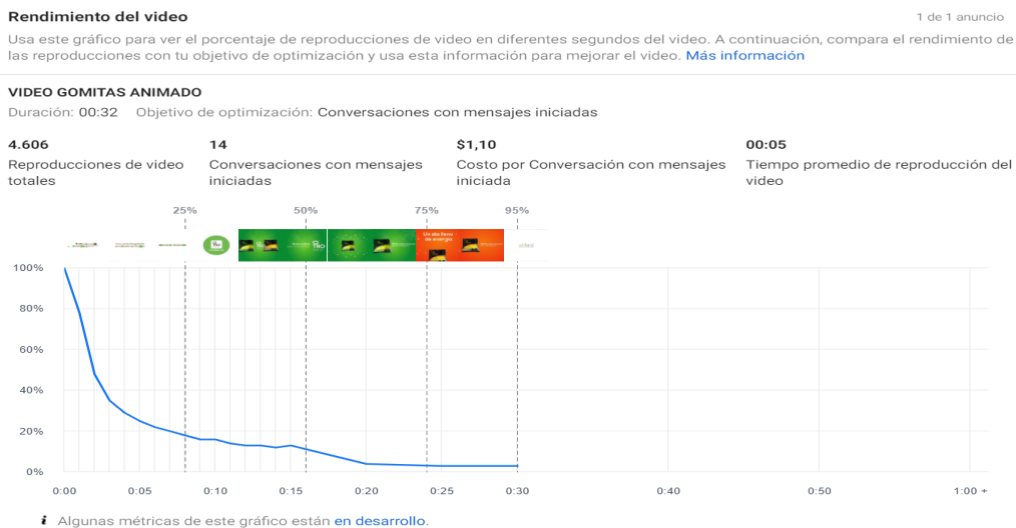 Rendimiento del video
1 de 1 anuncio
Usa este gráfico para ver el porcentaje de reproducciones de video en diferentes segundos del video. A continuación, compara el rendimiento de
las reproducciones con tu objetivo de optimización y usa esta información para mejorar el video. Más información
VIDEO GOMITAS ANIMADO
Duración: 00:32 Objetivo de optimización: Conversaciones con mensajes iniciadas
4.606
Reproducciones de video
totales
14
Conversaciones con mensajes
iniciadas
$1,10
Costo por Conversación con mensajes
iniciada
00:05
Tiempo promedio de reproducción del
video
25% 50% 75% 95%
Un día lleno
de energía
100%
80%
60%
40%
20%
0%
0:00 0:05 0:10 0:15 0:20 0:25 0:30 0:40 0:50 1:00 +
i Algunas métricas de este gráfico están en desarrollo.